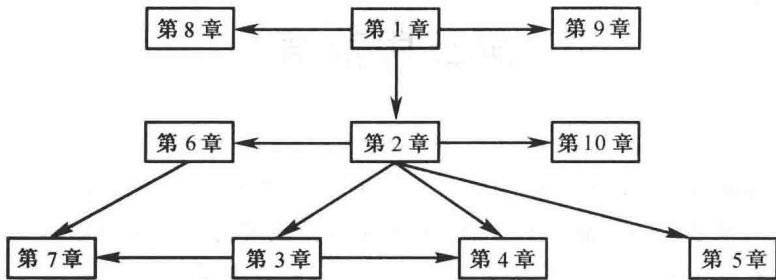 第 8 章 第 1 章 第 9 章
第 6 章 第 2 章 第 10 章
第 7 章 第 3 章 第 4 章 第 5 章